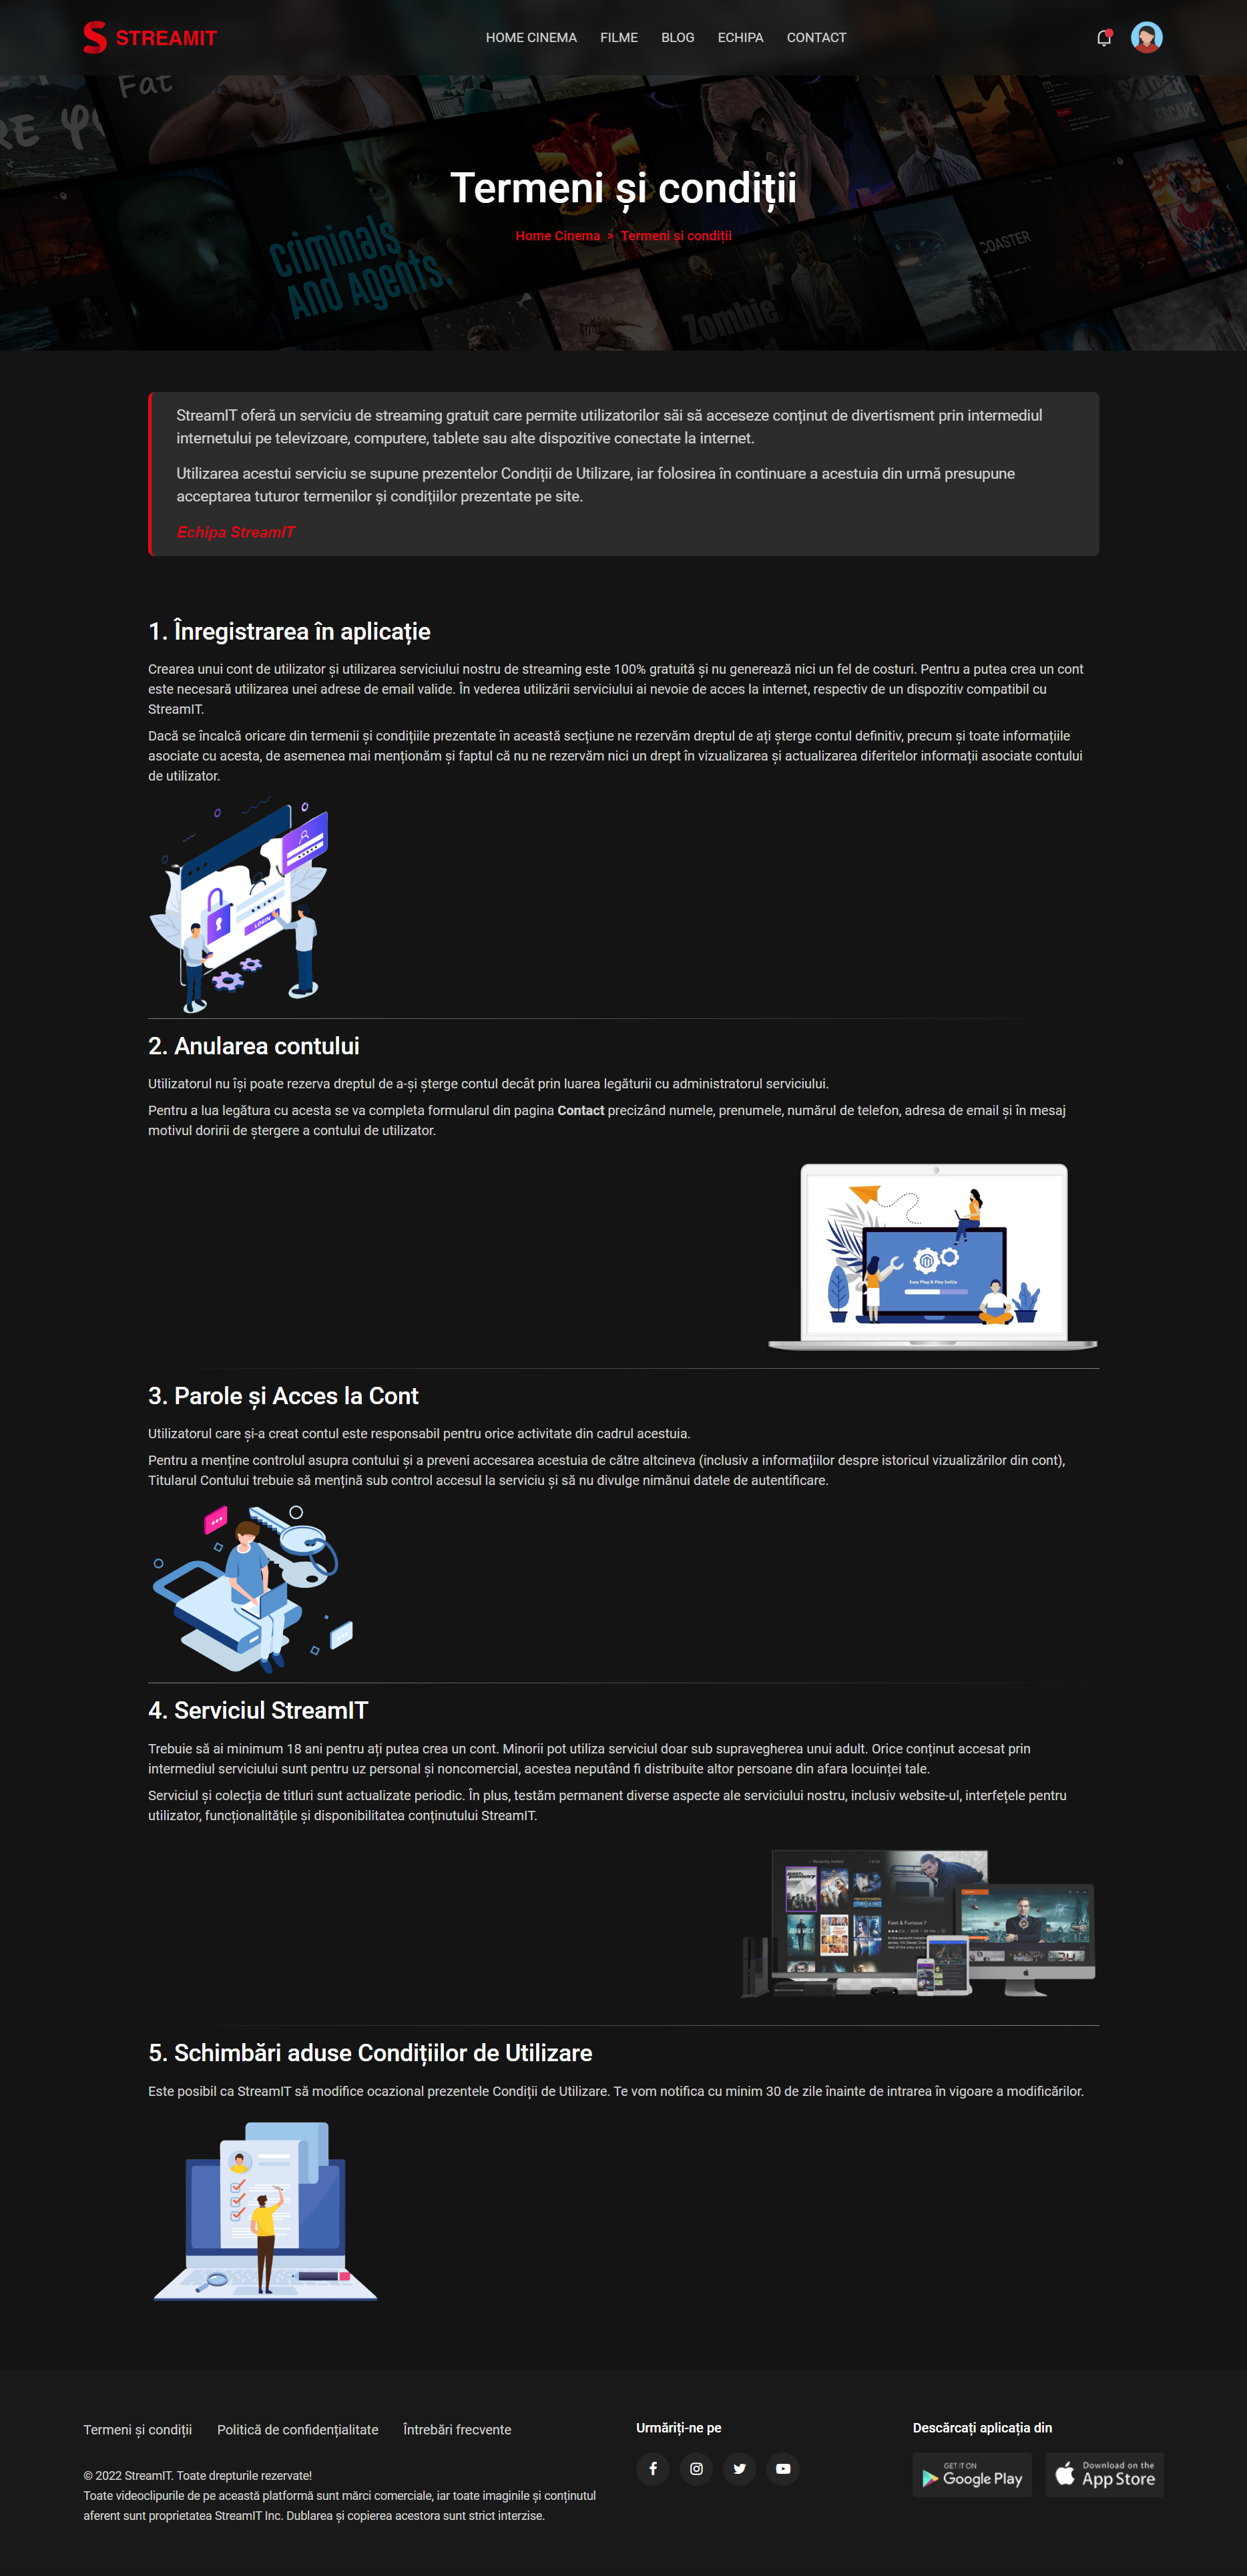 STREAMIT
HOME CINEMA
FILME
BLOG
ECHIPA
CONTACT
Fat
Criminals
And Agents.
COASTER
Zombie
Termeni și condiții
Home Cinema > Termeni și condiții
StreamIT oferă un serviciu de streaming gratuit care permite utilizatorilor săi să acceseze conținut de divertisment prin intermediul
internetului pe televizoare, computere, tablete sau alte dispozitive conectate la internet.
Utilizarea acestui serviciu se supune prezentelor Condiții de Utilizare, iar folosirea în continuare a acestuia din urmă presupune
acceptarea tuturor termenilor și condițiilor prezentate pe site.
Echipa StreamIT
1. Înregistrarea în aplicație
Crearea unui cont de utilizator și utilizarea serviciului nostru de streaming este 100% gratuită și nu generează nici un fel de costuri. Pentru a putea crea un cont
este necesară utilizarea unei adrese de email valide. În vederea utilizării serviciului ai nevoie de acces la internet, respectiv de un dispozitiv compatibil cu
StreamIT.
Dacă se încalcă oricare din termenii și condițiile prezentate în această secțiune ne rezervăm dreptul de ați șterge contul definitiv, precum și toate informațiile
asociate cu acesta, de asemenea mai menționăm și faptul că nu ne rezervăm nici un drept în vizualizarea și actualizarea diferitelor informații asociate contului
de utilizator.
LOGIN
2. Anularea contului
Utilizatorul nu își poate rezerva dreptul de a-și șterge contul decât prin luarea legăturii cu administratorul serviciului.
Pentru a lua legătura cu acesta se va completa formularul din pagina Contact precizând numele, prenumele, numărul de telefon, adresa de email și în mesaj
motivul doririi de ștergere a contului de utilizator.
Easy Plug & Play Setup
3. Parole și Acces la Cont
Utilizatorul care și-a creat contul este responsabil pentru orice activitate din cadrul acestuia.
Pentru a menține controlul asupra contului și a preveni accesarea acestuia de către altcineva (inclusiv a informațiilor despre istoricul vizualizărilor din cont),
Titularul Contului trebuie să mențină sub control accesul la serviciu și să nu divulge nimănui datele de autentificare.
4. Serviciul StreamIT
Trebuie să ai minimum 18 ani pentru ați putea crea un cont. Minorii pot utiliza serviciul doar sub supravegherea unui adult. Orice conținut accesat prin
intermediul serviciului sunt pentru uz personal și noncomercial, acestea neputând fi distribuite altor persoane din afara locuinței tale.
Serviciul și colecția de titluri sunt actualizate periodic. În plus, testăm permanent diverse aspecte ale serviciului nostru, inclusiv website-ul, interfețele pentru
utilizator, funcționalitățile și disponibilitatea conținutului StreamIT.
Recently Added
JOHN WICK
Fast & Furious 7
5. Schimbări aduse Condițiilor de Utilizare
Este posibil ca StreamIT să modifice ocazional prezentele Condiții de Utilizare. Te vom notifica cu minim 30 de zile înainte de intrarea în vigoare a modificărilor.
Termeni și condiții
Politică de confidențialitate
Întrebări frecvente
© 2022 StreamIT. Toate drepturile rezervate!
Toate videoclipurile de pe această platformă sunt mărci comerciale, iar toate imaginile și conținutul
aferent sunt proprietatea StreamIT Inc. Dublarea și copierea acestora sunt strict interzise.
Urmăriți-ne pe
Descărcați aplicația din
GET IT ON
Google Play
Download on the
App Store